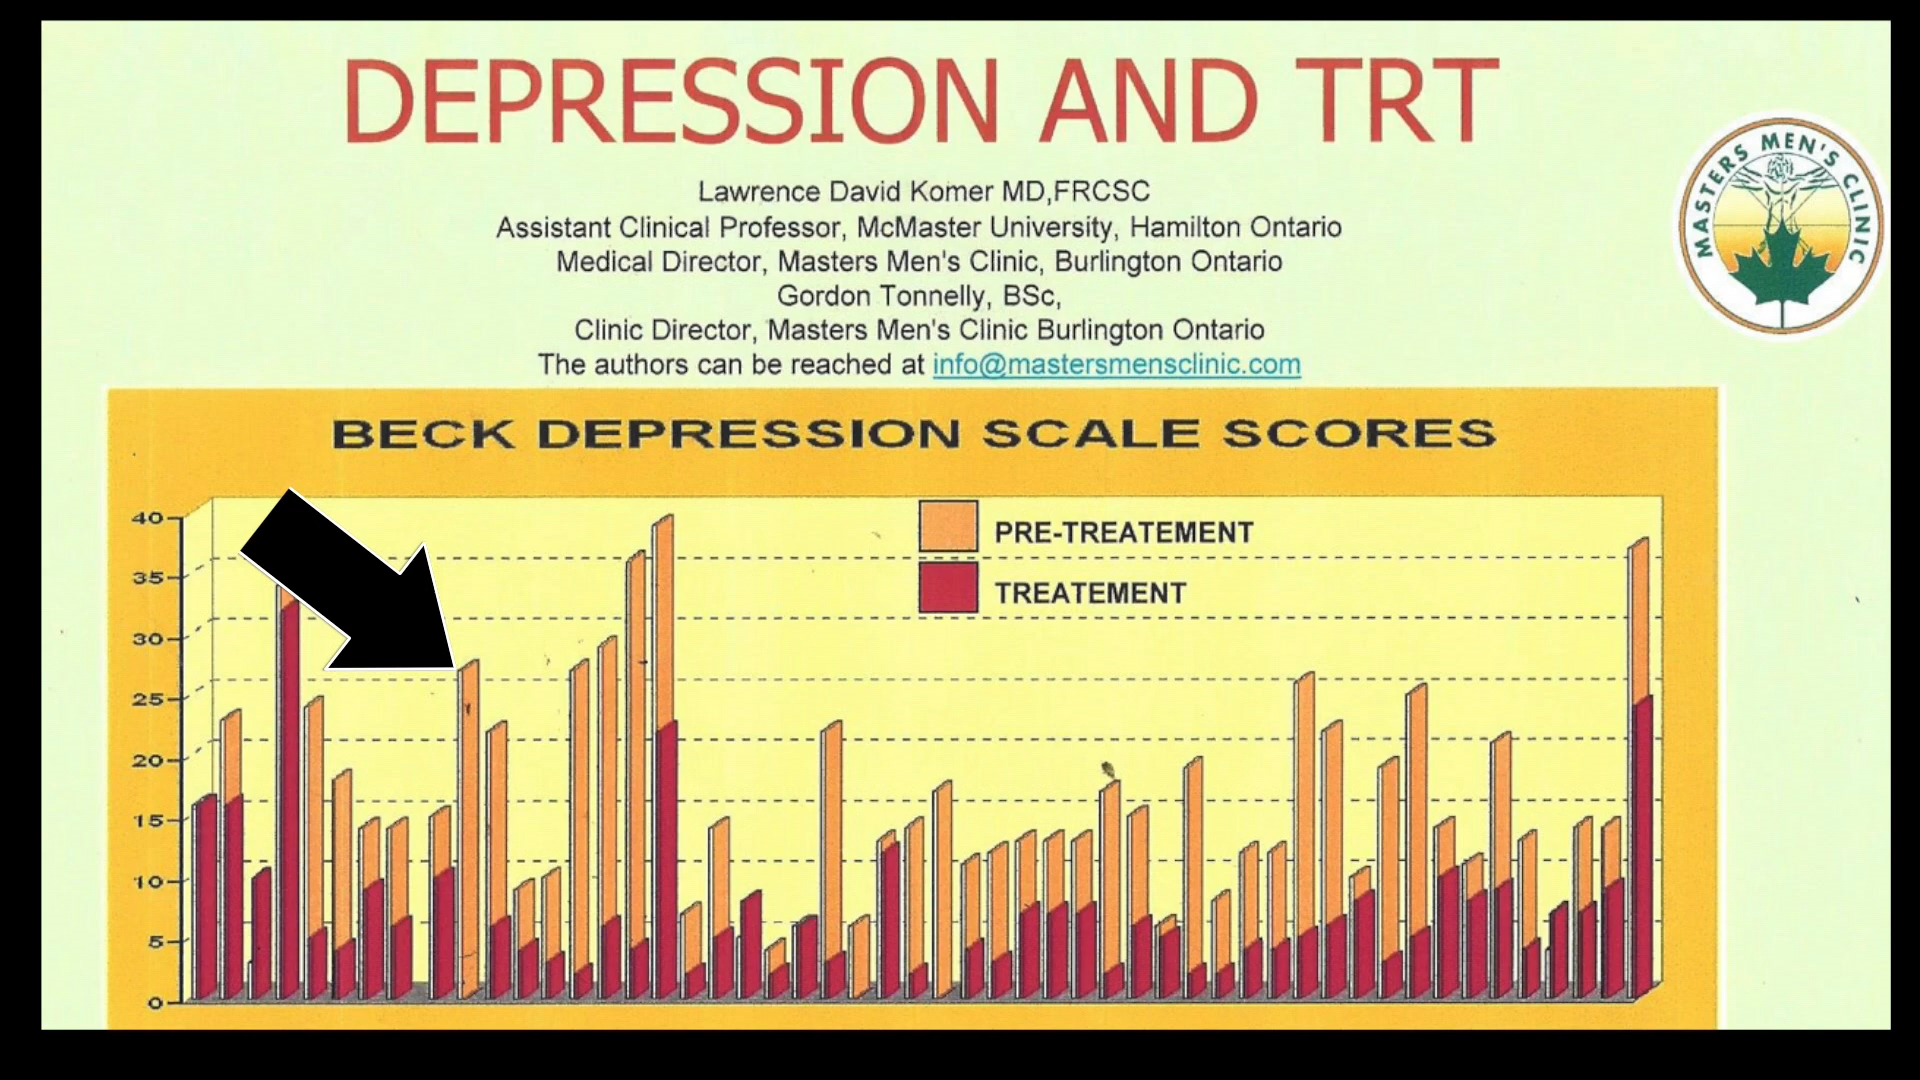 DEPRESSION AND TRT
Lawrence David Komer MD,FRCSC
Assistant Clinical Professor, McMaster University, Hamilton Ontario
Medical Director, Masters Men's Clinic, Burlington Ontario
Gordon Tonnelly, BSc,
Clinic Director, Masters Men's Clinic Burlington Ontario
The authors can be reached at info@mastersmensclinic.com
MASTERS MEN'S CLINIC
BECK DEPRESSION SCALE SCORES
PRE-TREATEMENT
TREATEMENT
40
35
30
25
20
15
10
5
0